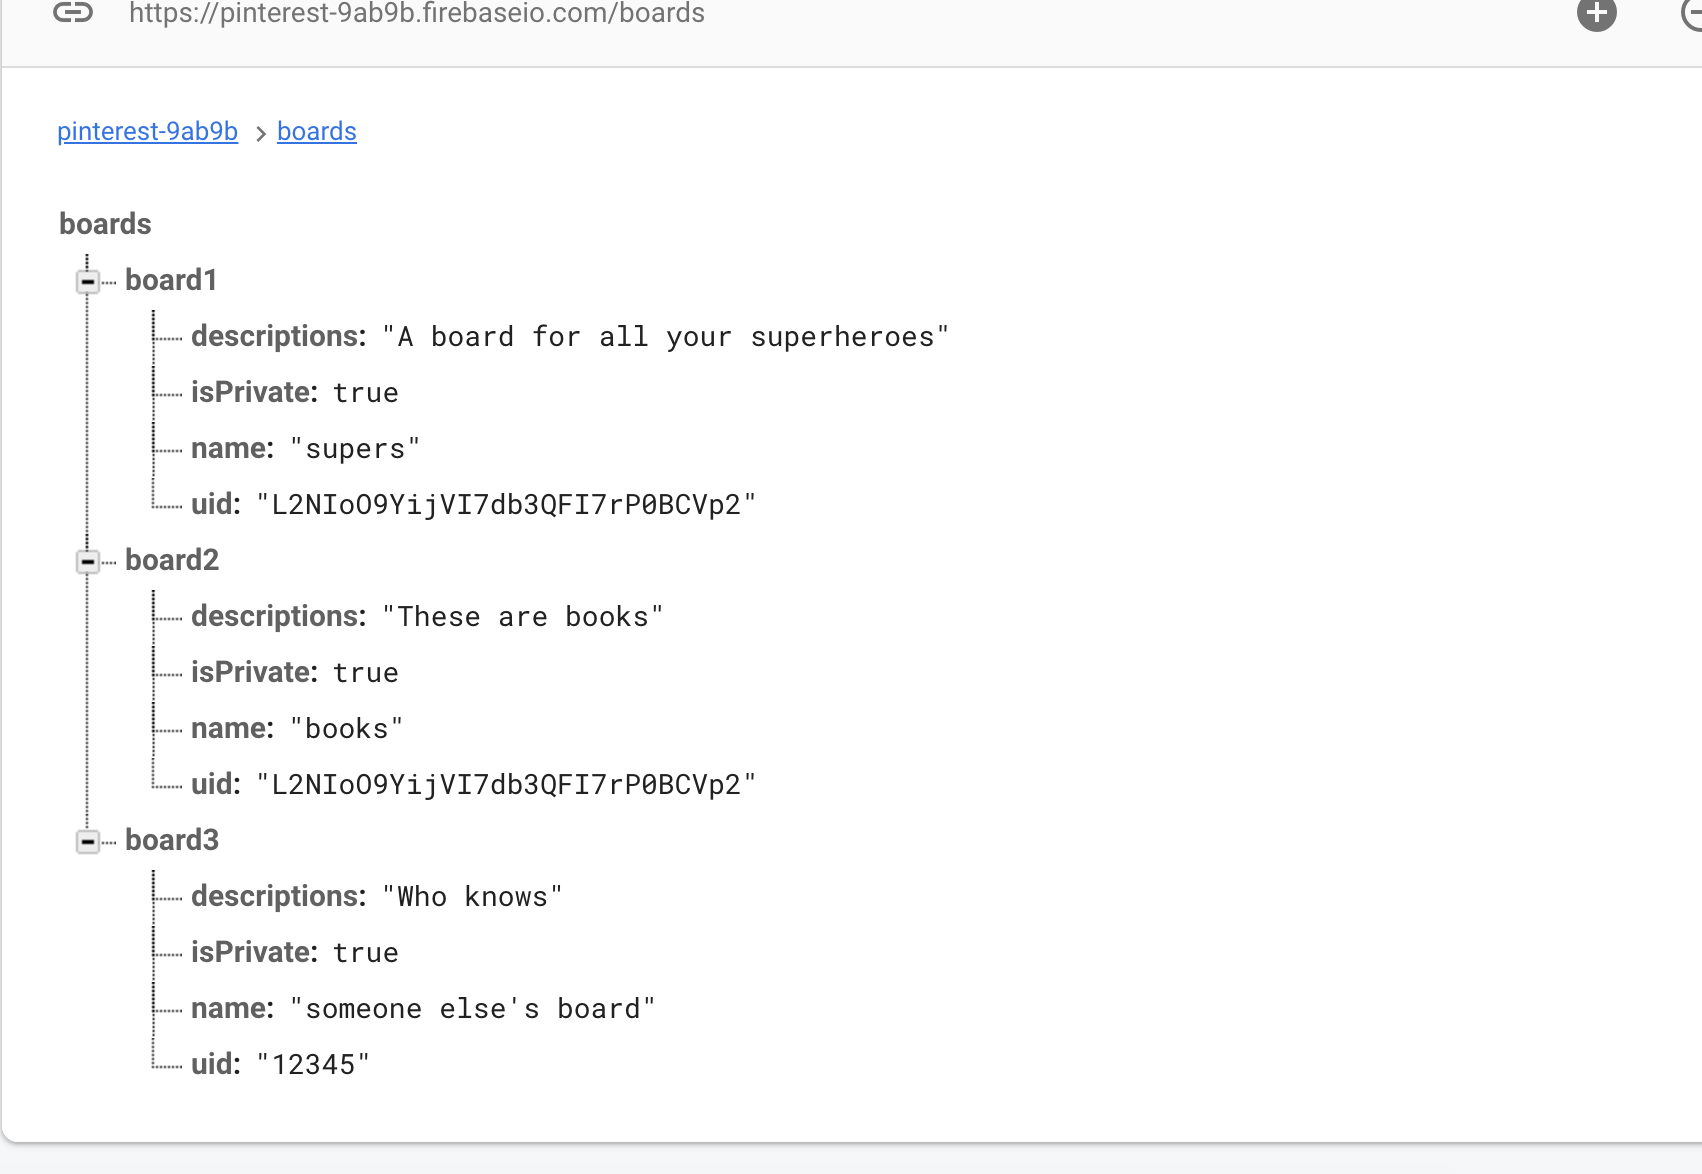 https://pinterest-9ab9b.firebaseio.com/boards
pinterest-9ab9b > boards
boards
board1
descriptions: "A board for all your superheroes"
isPrivate: true
name: "supers"
uid: "L2NIoO9YijVI7db3QFI7rP0BCVp2"
board2
descriptions: "These are books"
isPrivate: true
name: "books"
uid: "L2NIoO9YijVI7db3QFI7rP0BCVp2"
board3
descriptions: "Who knows"
isPrivate: true
name: "someone else's board"
uid: "12345"